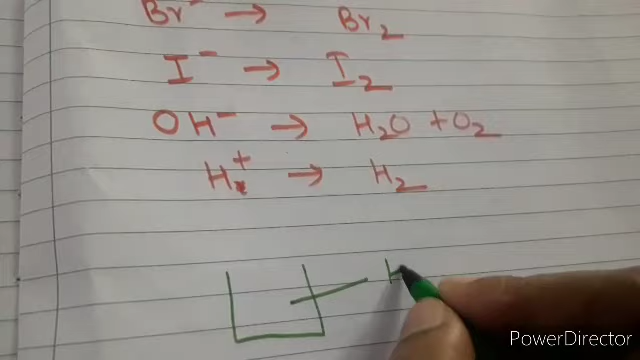 Br⁻ → Br₂
I⁻ → I₂
OH⁻ → H₂O + O₂
H⁺ → H₂
H
PowerDirector